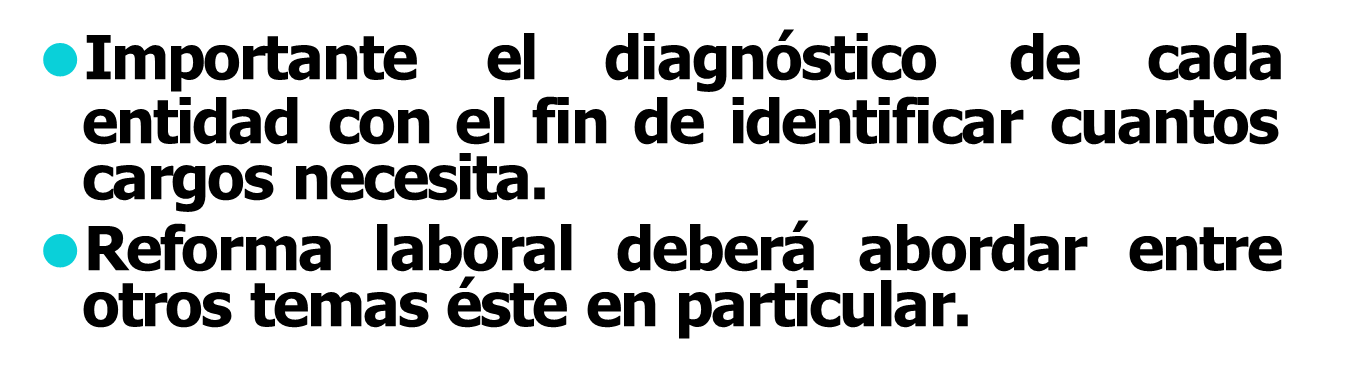 ●Importante el diagnóstico de cada
entidad con el fin de identificar cuantos
cargos necesita.
●Reforma laboral deberá abordar entre
otros temas éste en particular.